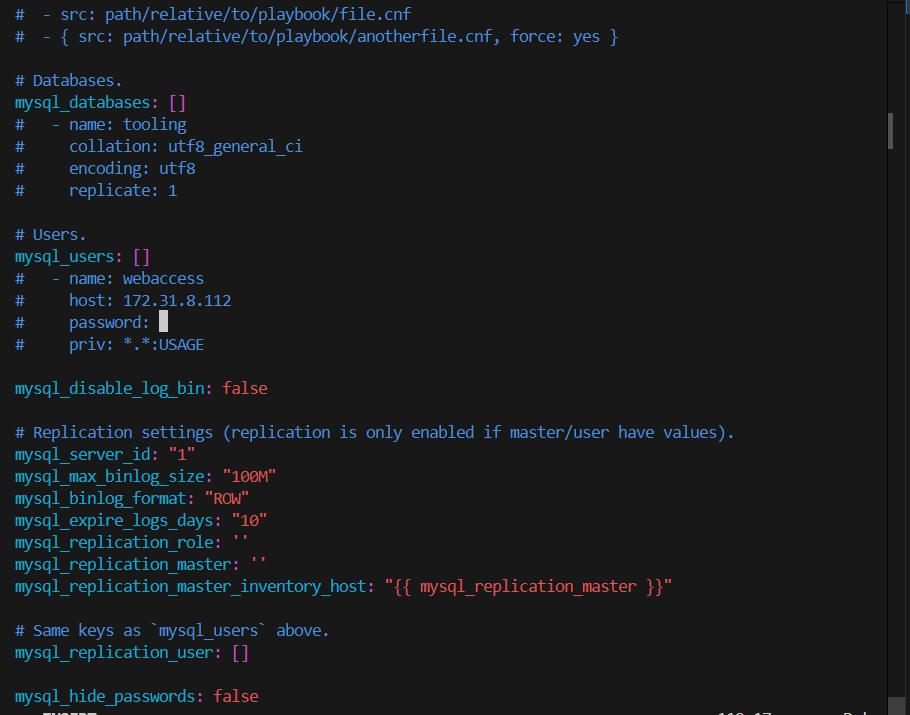 #  - src: path/relative/to/playbook/file.cnf
#  - { src: path/relative/to/playbook/anotherfile.cnf, force: yes }
# Databases.
mysql_databases: []
#   - name: tooling
#     collation: utf8_general_ci
#     encoding: utf8
#     replicate: 1
# Users.
mysql_users: []
#   - name: webaccess
#     host: 172.31.8.112
#     password:
#     priv: *.*:USAGE
mysql_disable_log_bin: false
# Replication settings (replication is only enabled if master/user have values).
mysql_server_id: "1"
mysql_max_binlog_size: "100M"
mysql_binlog_format: "ROW"
mysql_expire_logs_days: "10"
mysql_replication_role: ''
mysql_replication_master: ''
mysql_replication_master_inventory_host: "{{ mysql_replication_master }}"
# Same keys as `mysql_users` above.
mysql_replication_user: []
mysql_hide_passwords: false